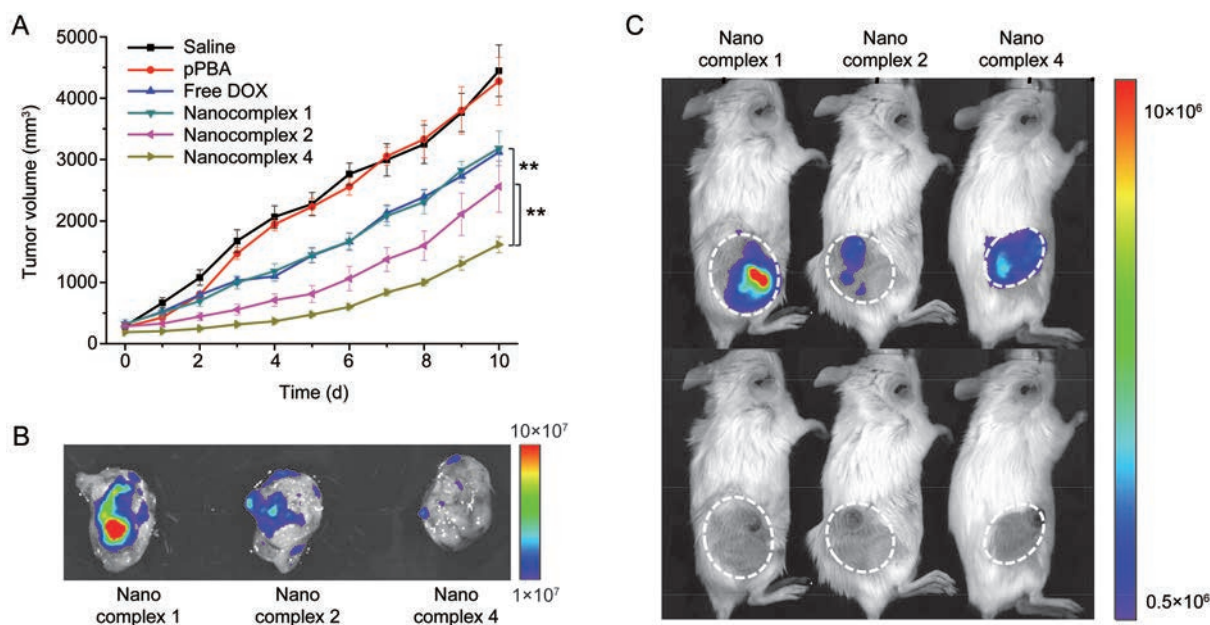 A
5000
4000
3000
2000
1000
0
Tumor volume (mm³)
Saline
pPBA
Free DOX
Nanocomplex 1
Nanocomplex 2
Nanocomplex 4
**
**
0 2 4 6 8 10
Time (d)
B
10×10⁷
1×10⁷
Nano
complex 1
Nano
complex 2
Nano
complex 4
C
Nano
complex 1
Nano
complex 2
Nano
complex 4
10×10⁶
0.5×10⁶